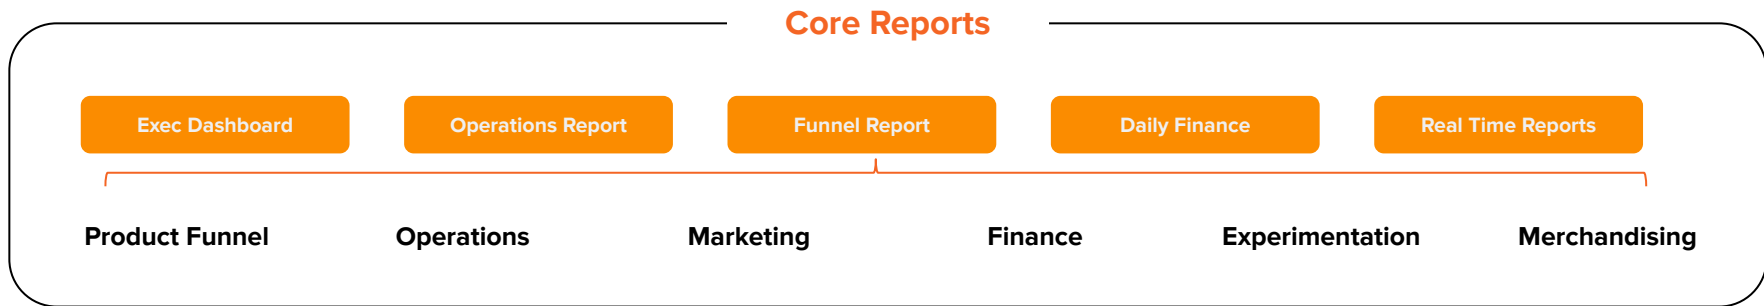 Core Reports
Exec Dashboard
Operations Report
Funnel Report
Daily Finance
Real Time Reports
Product Funnel
Operations
Marketing
Finance
Experimentation
Merchandising